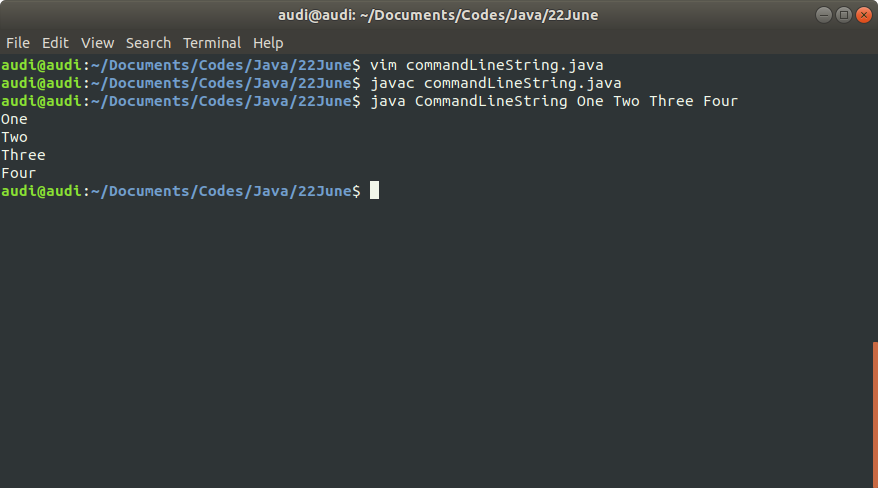 audi@audi: ~/Documents/Codes/Java/22June
File Edit View Search Terminal Help
audi@audi:~/Documents/Codes/Java/22June$ vim commandLineString.java
audi@audi:~/Documents/Codes/Java/22June$ javac commandLineString.java
audi@audi:~/Documents/Codes/Java/22June$ java CommandLineString One Two Three Four
One
Two
Three
Four
audi@audi:~/Documents/Codes/Java/22June$